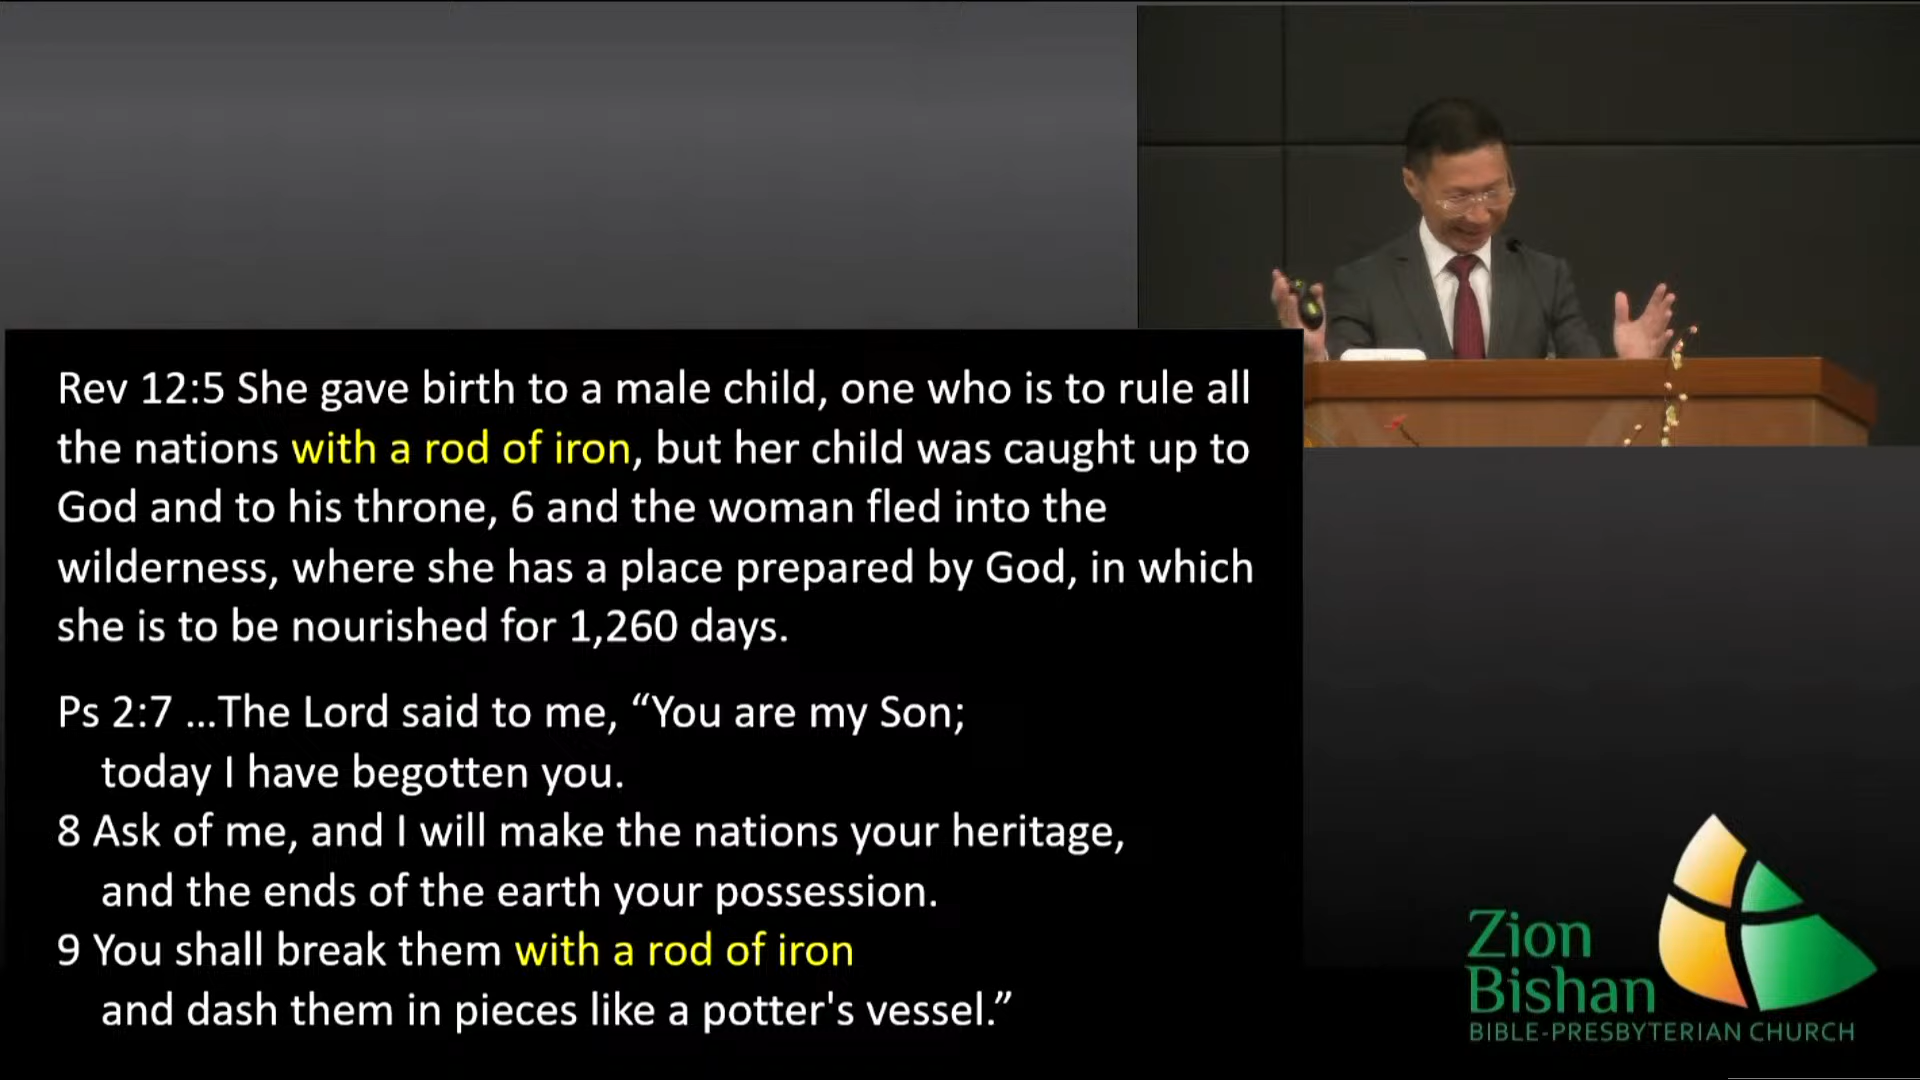 Rev 12:5 She gave birth to a male child, one who is to rule all
the nations with a rod of iron, but her child was caught up to
God and to his throne, 6 and the woman fled into the
wilderness, where she has a place prepared by God, in which
she is to be nourished for 1,260 days.
Ps 2:7 ...The Lord said to me, “You are my Son;
today I have begotten you.
8 Ask of me, and I will make the nations your heritage,
and the ends of the earth your possession.
9 You shall break them with a rod of iron
and dash them in pieces like a potter's vessel.”
Zion
Bishan
BIBLE-PRESBYTERIAN CHURCH